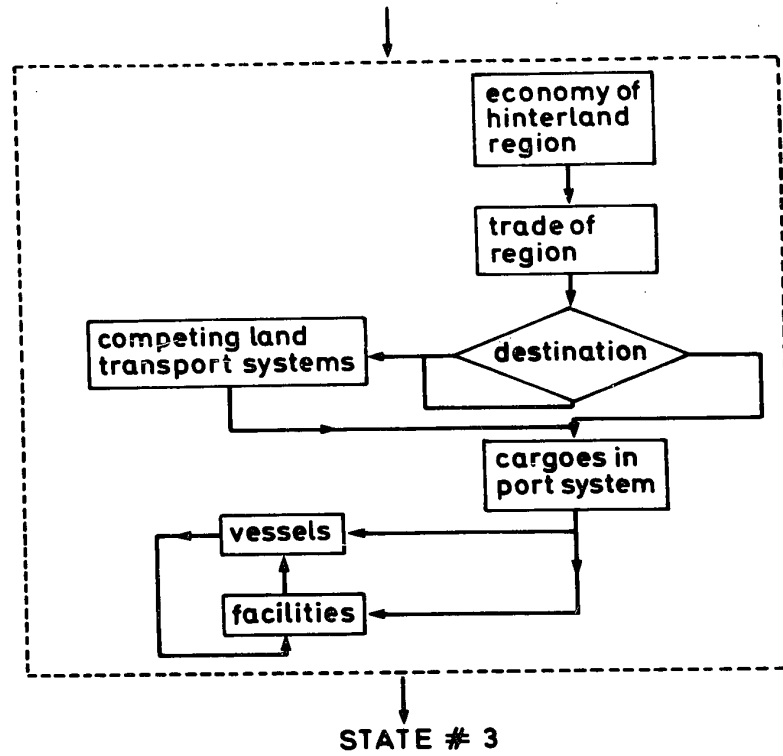 economy of
hinterland
region
trade of
region
competing land
transport systems
destination
cargoes in
port system
vessels
facilities
STATE # 3